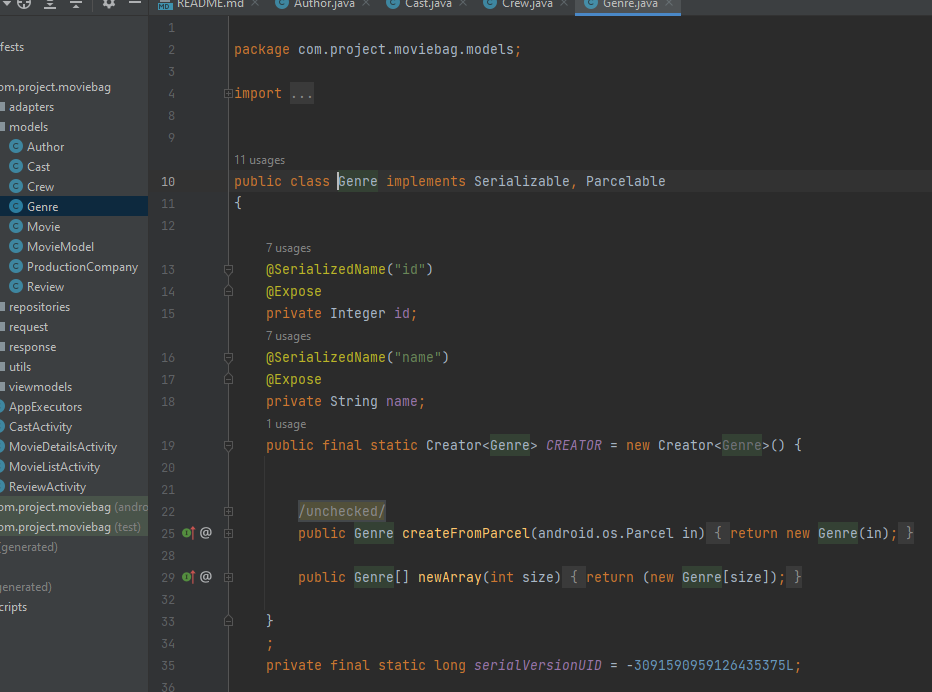 README.md
Author.java
Cast.java
Crew.java
Genre.java
fests
om.project.moviebag
adapters
models
Author
Cast
Crew
Genre
Movie
MovieModel
ProductionCompany
Review
repositories
request
response
utils
viewmodels
AppExecutors
CastActivity
MovieDetailsActivity
MovieListActivity
ReviewActivity
om.project.moviebag (andro
om.project.moviebag (test)
(generated)
generated)
cripts
1
2 package com.project.moviebag.models;
3
4 import ...
8
9
11 usages
10 public class Genre implements Serializable, Parcelable
11 {
12
7 usages
13 @SerializedName("id")
14 @Expose
15 private Integer id;
7 usages
16 @SerializedName("name")
17 @Expose
18 private String name;
1 usage
19 public final static Creator<Genre> CREATOR = new Creator<Genre>() {
20
21
22 /unchecked/
25 @ public Genre createFromParcel(android.os.Parcel in) { return new Genre(in); }
28
29 @ public Genre[] newArray(int size) { return (new Genre[size]); }
32
33 }
34 ;
35 private final static long serialVersionUID = -3091590959126435375L;
36